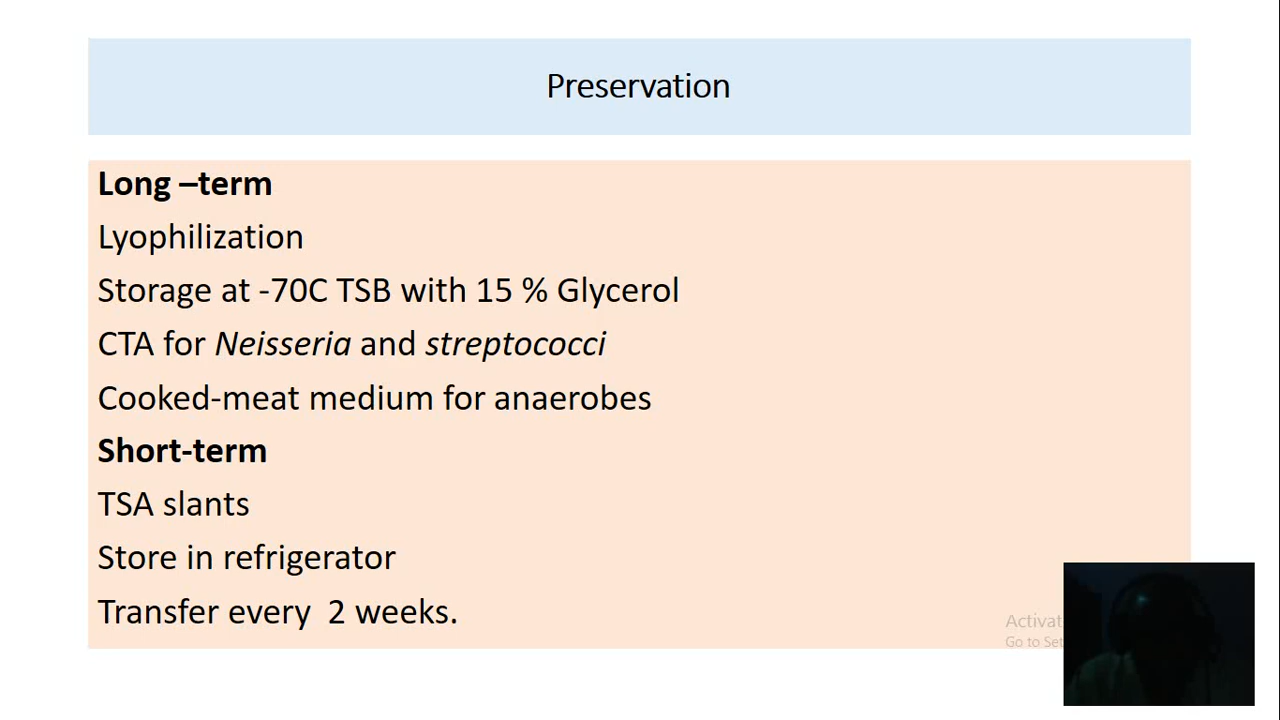 Preservation
Long –term
Lyophilization
Storage at -70C TSB with 15 % Glycerol
CTA for Neisseria and streptococci
Cooked-meat medium for anaerobes
Short-term
TSA slants
Store in refrigerator
Transfer every 2 weeks.
Activat
Go to Set